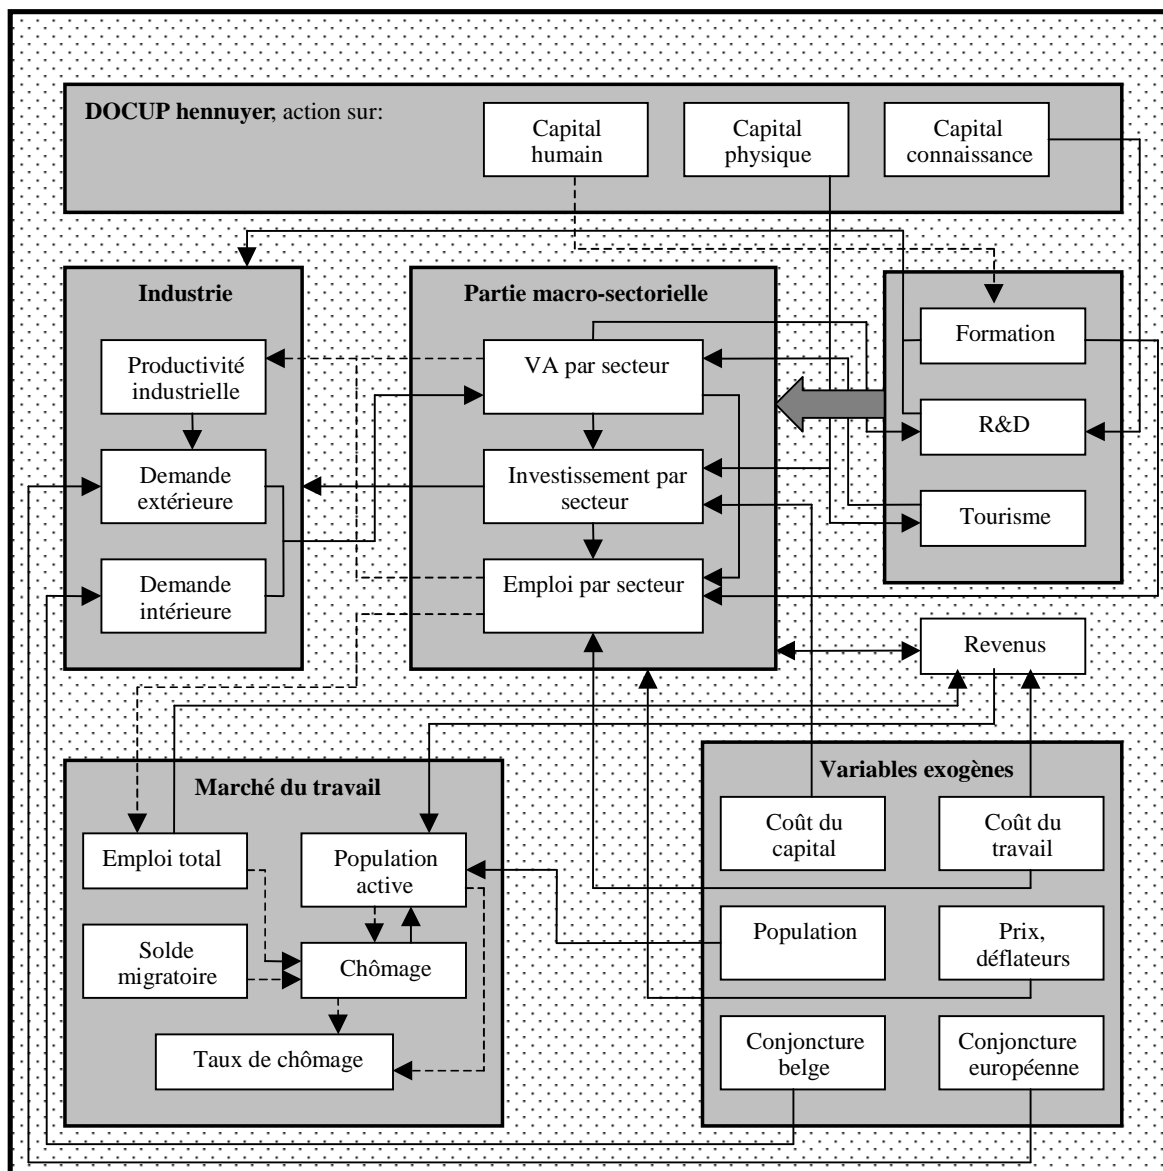 DOCUP hennuyer, action sur:
Capital
humain
Capital
physique
Capital
connaissance
Industrie
Productivité
industrielle
Demande
extérieure
Demande
intérieure
Partie macro-sectorielle
VA par secteur
Investissement par
secteur
Emploi par secteur
Formation
R&D
Tourisme
Revenus
Marché du travail
Emploi total
Population
active
Solde
migratoire
Chômage
Taux de chômage
Variables exogènes
Coût du
capital
Coût du
travail
Population
Prix,
déflateurs
Conjoncture
belge
Conjoncture
européenne